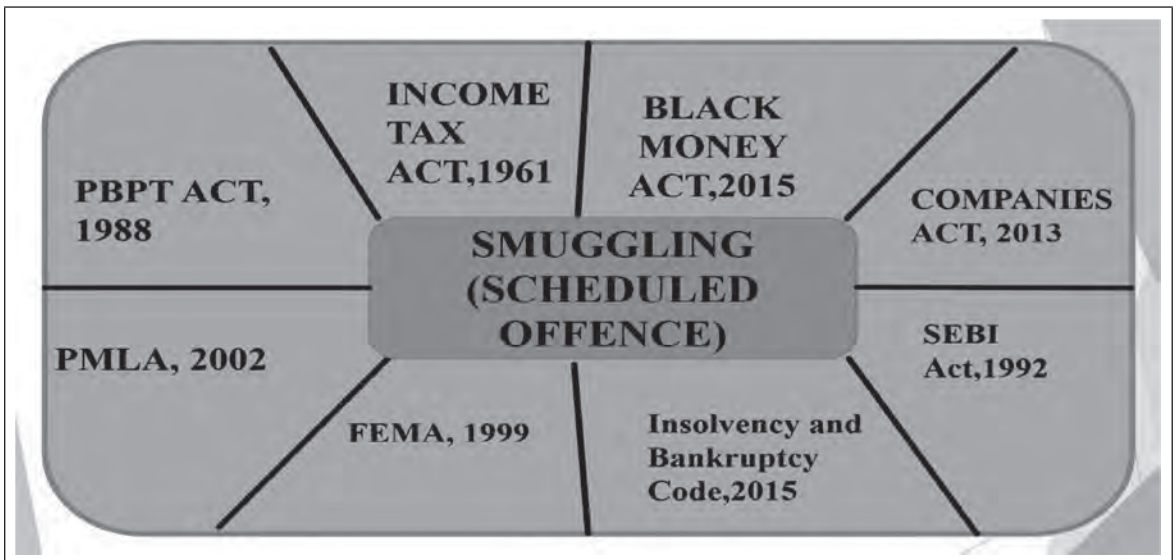 INCOME
TAX
ACT,1961
BLACK
MONEY
ACT,2015
PBPT ACT,
1988
COMPANIES
ACT, 2013
SMUGGLING
(SCHEDULED
OFFENCE)
PMLA, 2002
SEBI
Act,1992
FEMA, 1999
Insolvency and
Bankruptcy
Code,2015